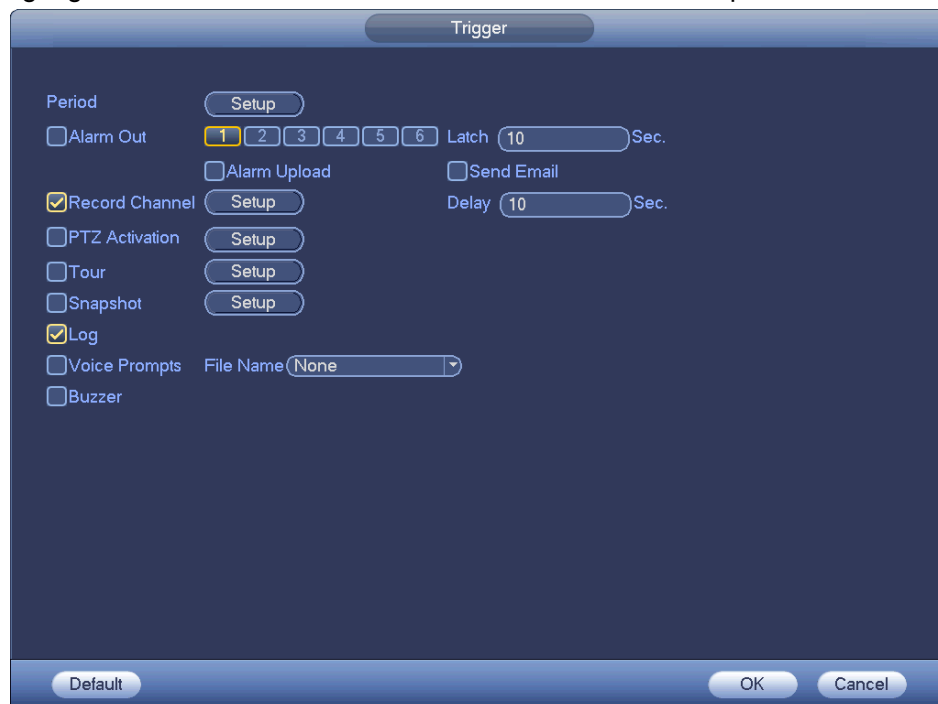 Trigger
Period Setup
Alarm Out 1 2 3 4 5 6 Latch 10 Sec.
Alarm Upload Send Email
Record Channel Setup Delay 10 Sec.
PTZ Activation Setup
Tour Setup
Snapshot Setup
Log
Voice Prompts File Name None
Buzzer
Default OK Cancel